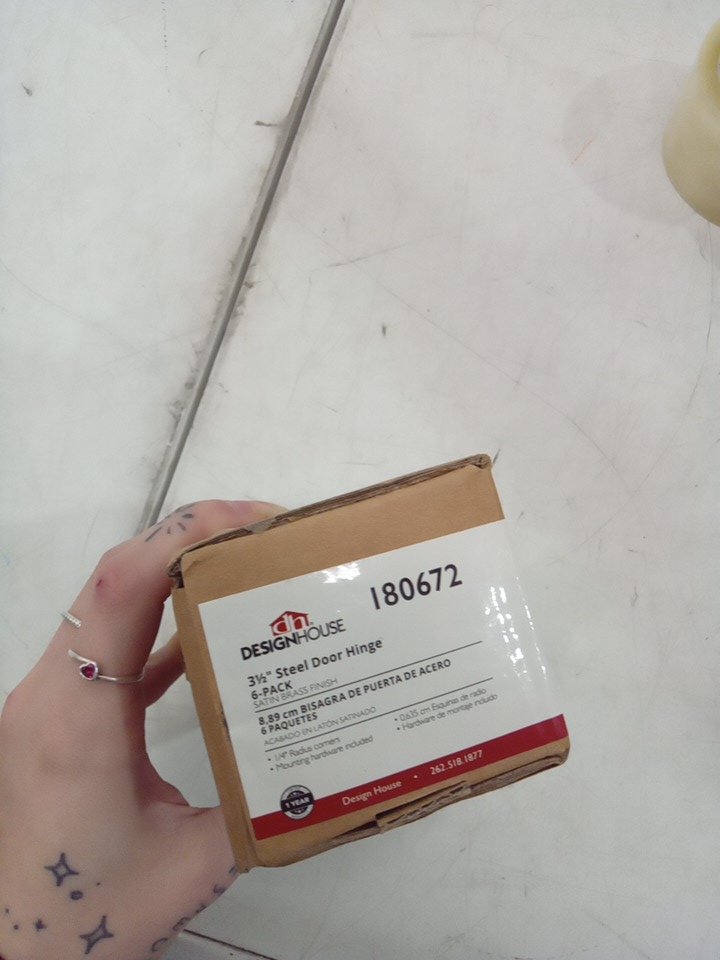 180672
dh
DESIGNHOUSE
3½" Steel Door Hinge
6-PACK
SATIN BRASS FINISH
8,89 cm BISAGRA DE PUERTA DE ACERO
6 PAQUETES
ACABADO EN LATÓN SATINADO
• 1/4" Radius corners
• Mounting hardware included
• 0,635 cm Esquinas de radio
• Hardware de montaje incluido
1 YEAR
Design House • 262.518.1877